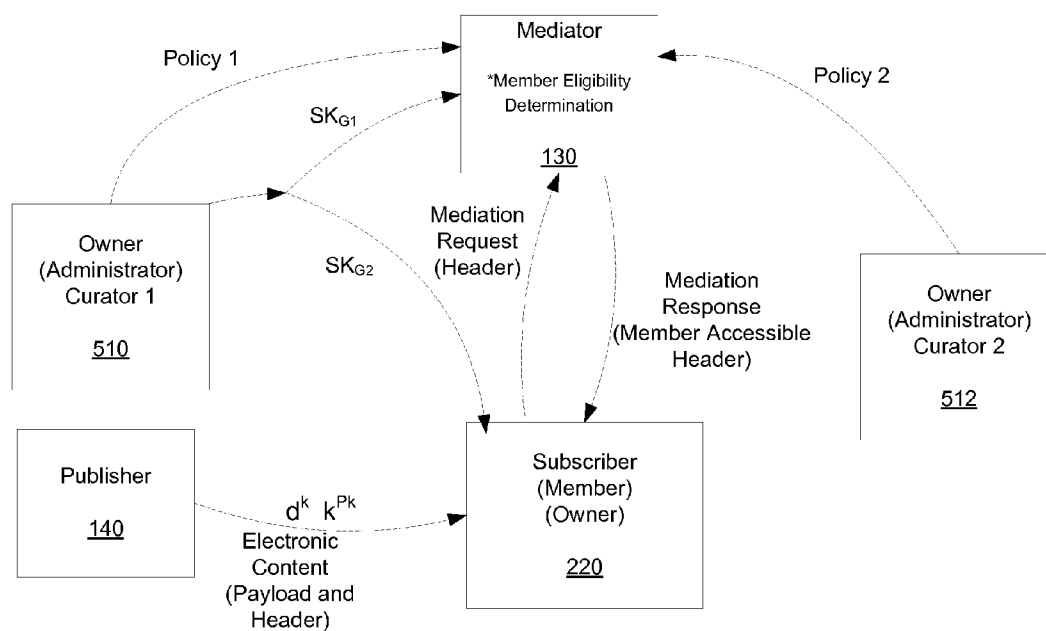 Mediator
*Member Eligibility
Determination
130
Policy 1
Policy 2
SKG1
SKG2
Owner
(Administrator)
Curator 1
510
Mediation
Request
(Header)
Mediation
Response
(Member Accessible
Header)
Owner
(Administrator)
Curator 2
512
Publisher
140
d^k k^Pk
Electronic
Content
(Payload and
Header)
Subscriber
(Member)
(Owner)
220